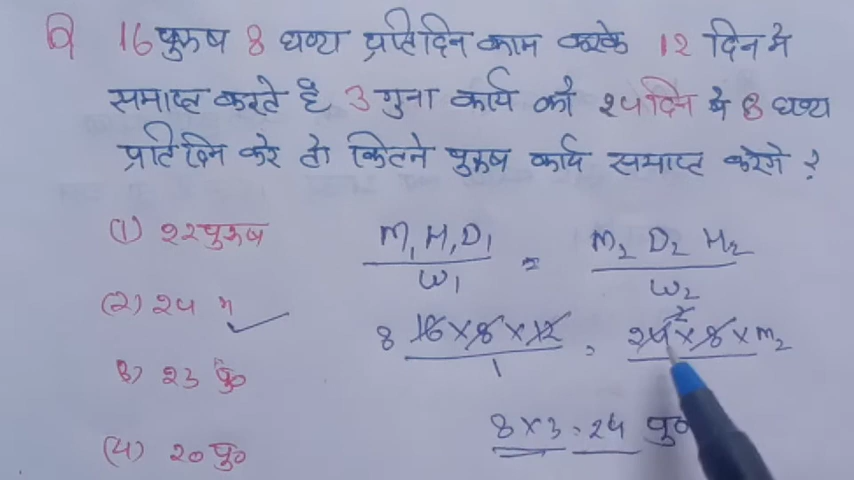 Q 16 पुरुष 8 घण्य प्रतिदिन काम करके 12 दिन मे
समाप्त करते है 3 गुना कार्य को 24 दिन मे 8 घण्य
प्रतिदिन करे तो कितने पुरुष कार्य समाप्त करेगे ?
(1) 22 पुरुष
(2) 24 म ✓
3) 23 पु०
(4) 20 पु०
M₁ H₁ D₁ / W₁ = M₂ D₂ H₂ / W₂
8 16 × 8 × 12 / 1 = 2 24 × 8 × M₂
8 × 3 = 24 पु०